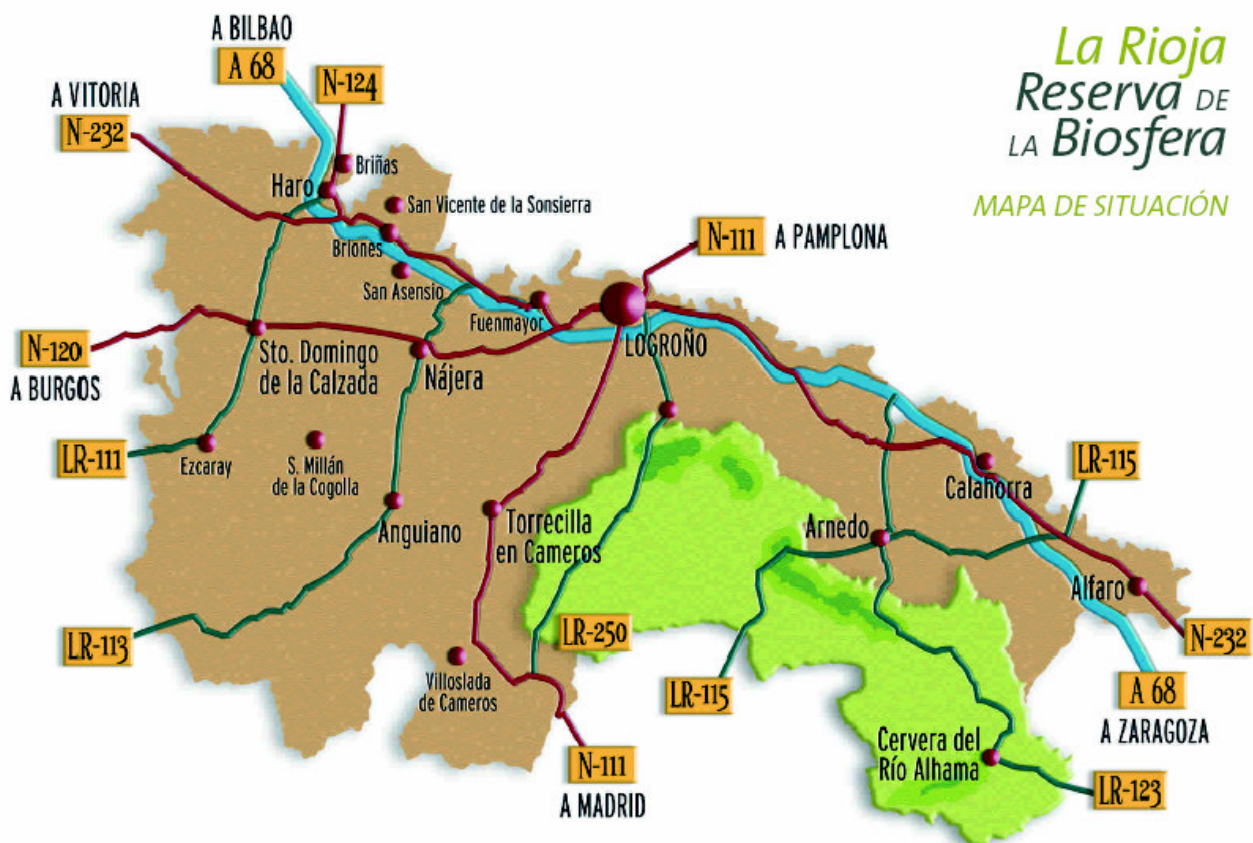 La Rioja
Reserva DE
LA Biosfera
MAPA DE SITUACIÓN
A BILBAO
A 68
N-124
A VITORIA
N-232
Briñas
Haro
San Vicente de la Sonsierra
N-111 A PAMPLONA
Briones
San Asensio
Fuenmayor
LOGROÑO
N-120
A BURGOS
Sto. Domingo
de la Calzada
Nájera
LR-111
Ezcaray
S. Millán
de la Cogolla
LR-115
Calahorra
Anguiano
Torrecilla
en Cameros
Arnedo
Alfaro
LR-113
LR-250
N-232
Villoslada
de Cameros
LR-115
A 68
A ZARAGOZA
Cervera del
Río Alhama
N-111
A MADRID
LR-123